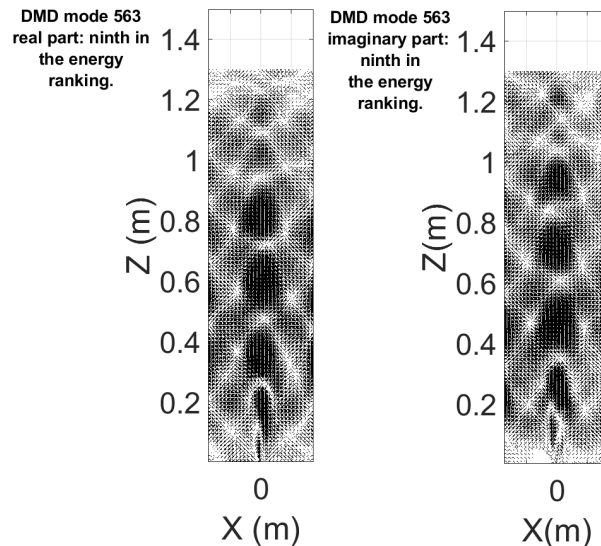 DMD mode 563
real part: ninth in
the energy
ranking.
1.4
1.2
1
0.8
0.6
0.4
0.2
Z (m)
0
X (m)
DMD mode 563
imaginary part:
ninth in
the energy
ranking.
1.4
1.2
1
0.8
0.6
0.4
0.2
Z(m)
0
X(m)